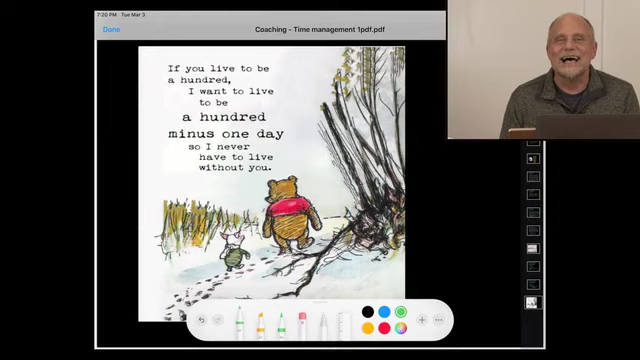 7:20 PM Tue Mar 3
Done
Coaching - Time management 1pdf.pdf
If you live to be
a hundred,
I want to live
to be
a hundred
minus one day
so I never
have to live
without you.